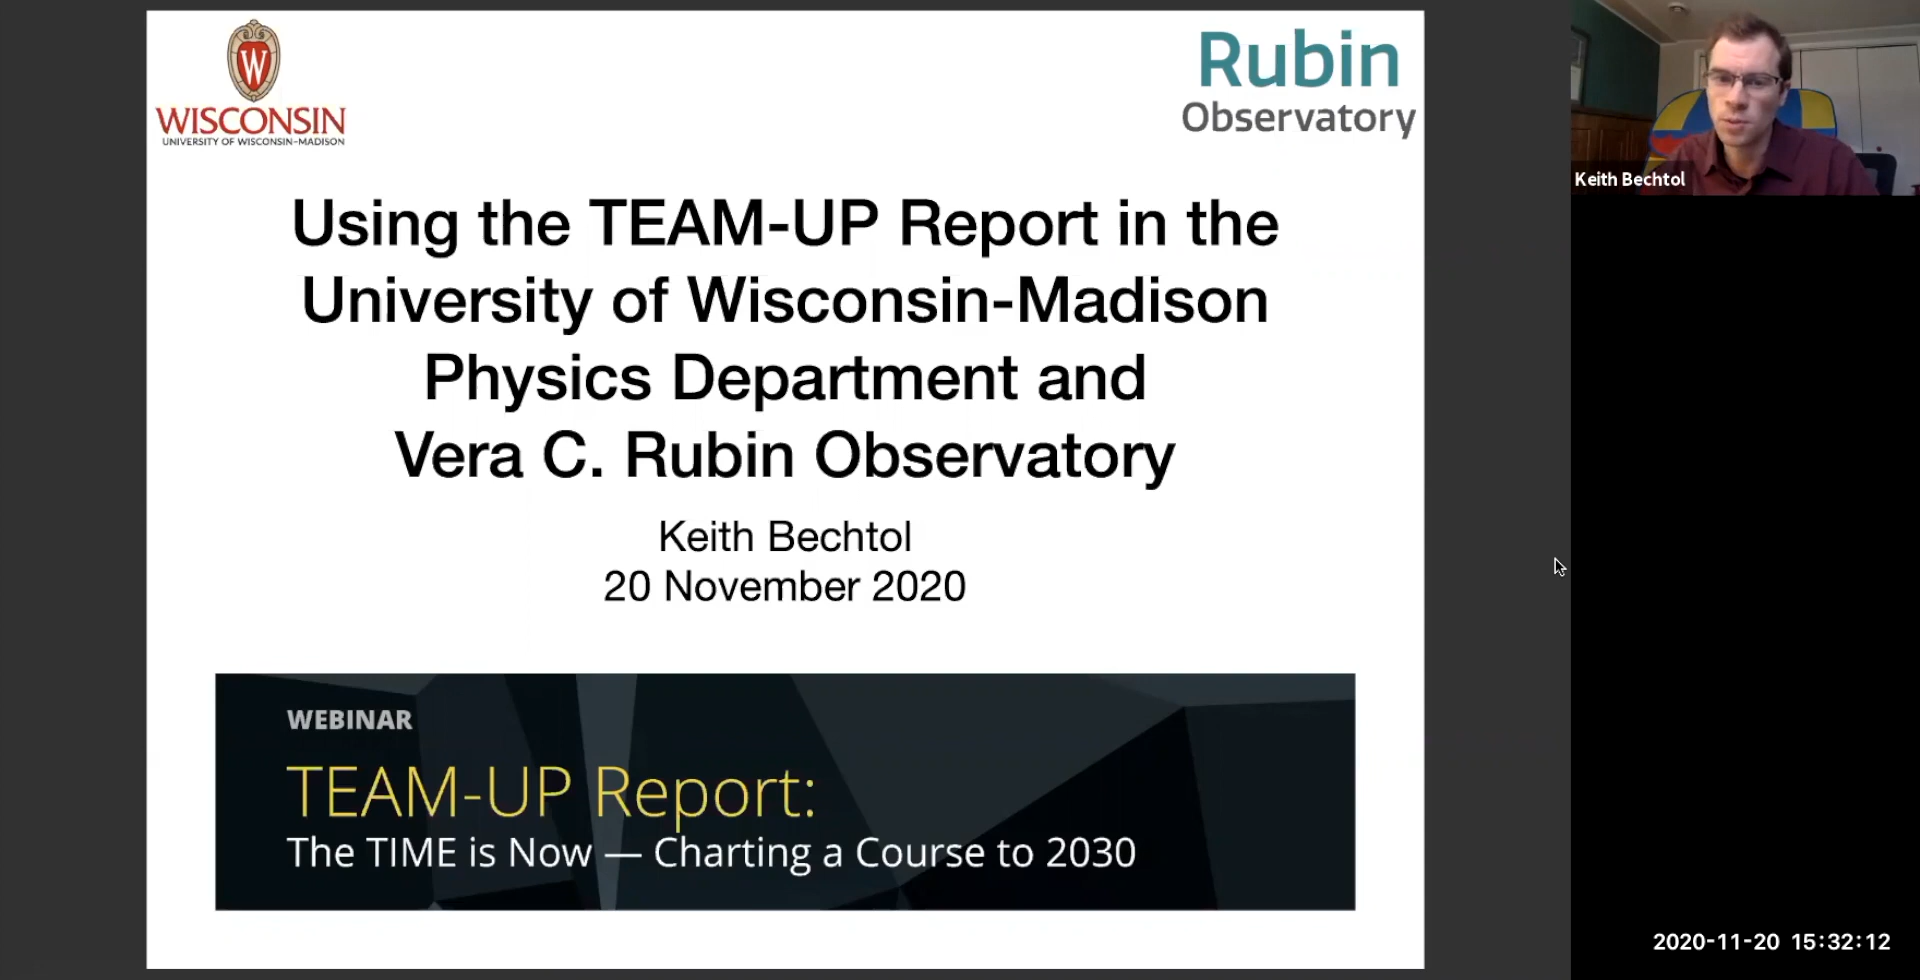 W
WISCONSIN
UNIVERSITY OF WISCONSIN-MADISON
Rubin
Observatory
Using the TEAM-UP Report in the
University of Wisconsin-Madison
Physics Department and
Vera C. Rubin Observatory
Keith Bechtol
20 November 2020
WEBINAR
TEAM-UP Report:
The TIME is Now — Charting a Course to 2030
Keith Bechtol
2020-11-20 15:32:12